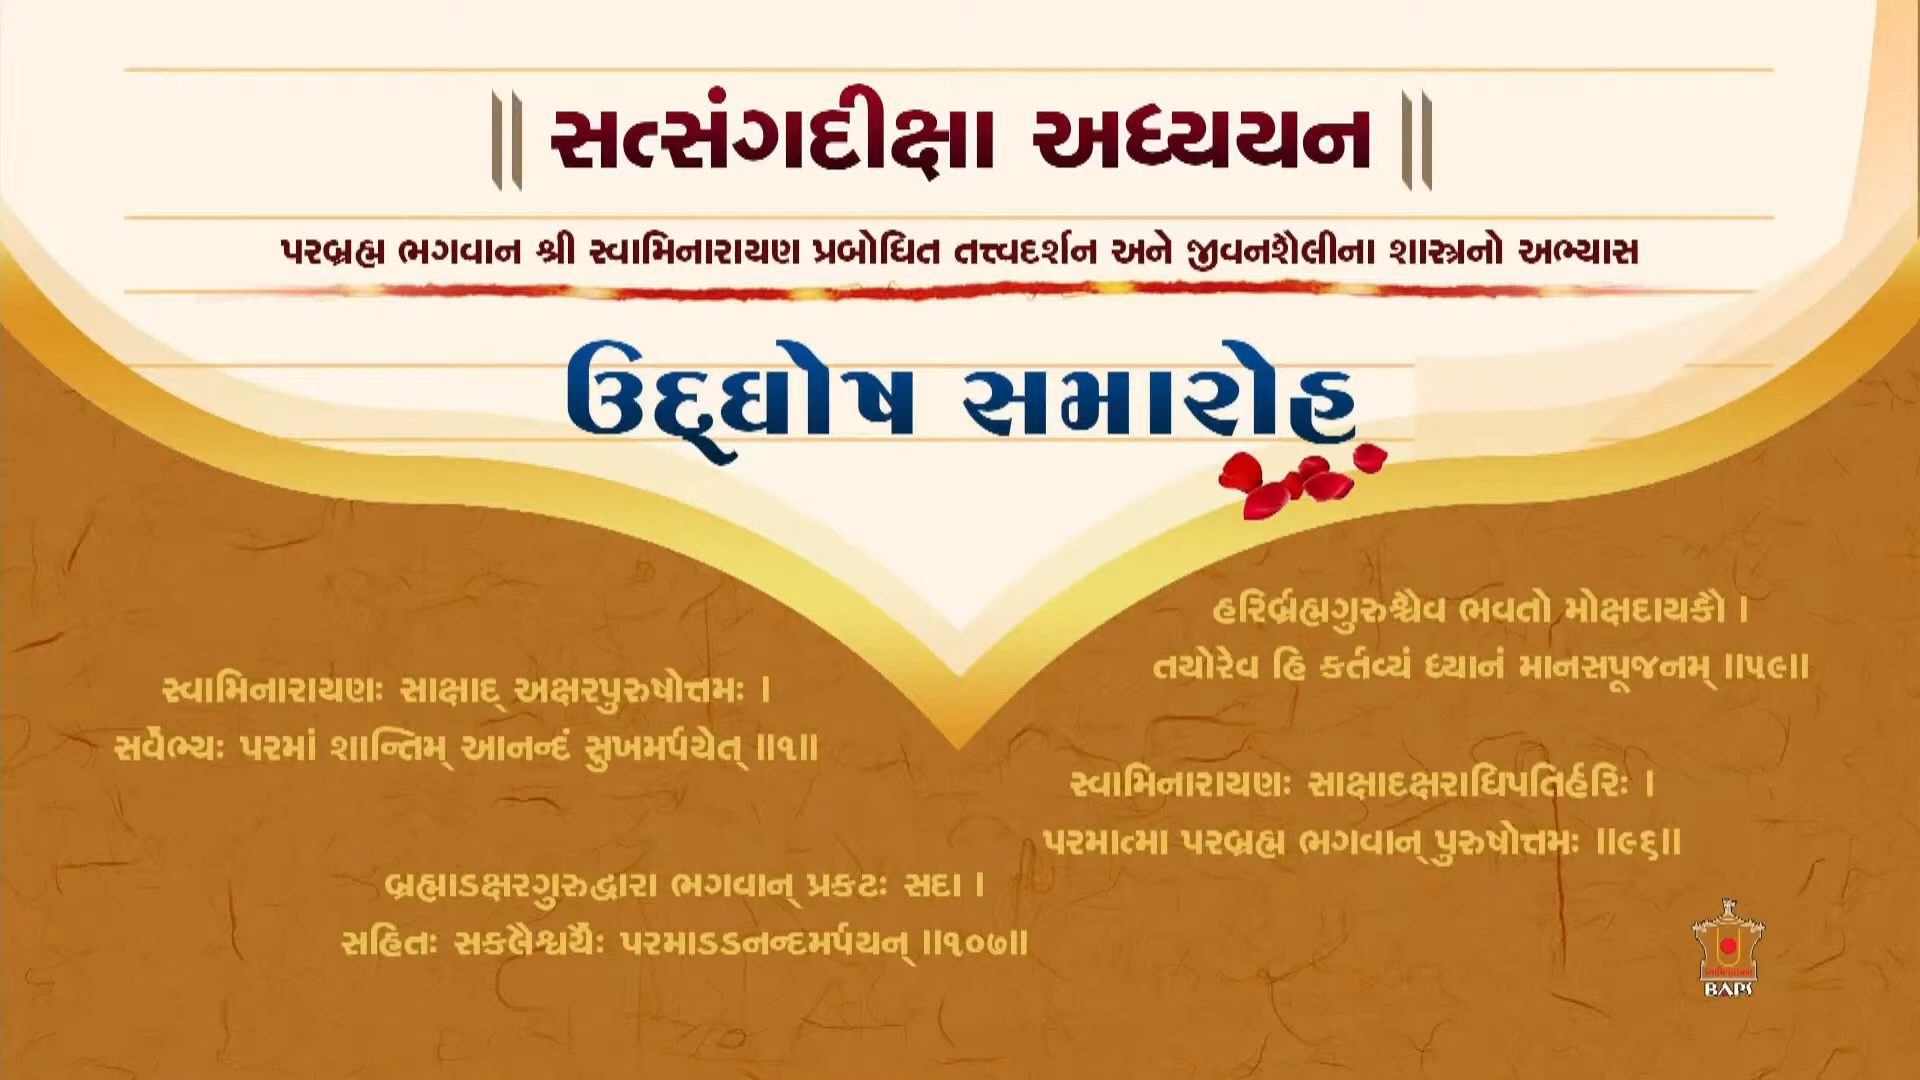 ॥ સત્સંગદીક્ષા અધ્યયન ॥
પરબ્રહ્મ ભગવાન શ્રી સ્વામિનારાયણ પ્રબોધિત તત્ત્વદર્શન અને જીવનશૈલીના શાસ્ત્રનો અભ્યાસ
ઉદ્‌ઘોષ સમારોહ
સ્વામિનારાયણઃ સાક્ષાદ્ અક્ષરપુરુષોત્તમઃ ।
સર્વેભ્યઃ પરમાં શાન્તિમ્ આનન્દં સુખમર્પયેત્ ॥૧॥
બ્રહ્માઽક્ષરગુરુદ્વારા ભગવાન્ પ્રકટઃ સદા ।
સહિતઃ સકલૈશ્વર્યૈઃ પરમાઽઽનન્દમર્પયન્ ॥૧૦૭॥
હરિર્બ્રહ્મગુરુશ્ચૈવ ભવતો મોક્ષદાયકૌ ।
તયોરેવ હિ કર્તવ્યં ધ્યાનં માનસપૂજનમ્ ॥૫૯॥
સ્વામિનારાયણઃ સાક્ષાદક્ષરાધિપતિર્હરિઃ ।
પરમાત્મા પરબ્રહ્મ ભગવાન્ પુરુષોત્તમઃ ॥૯૬॥
BAPS